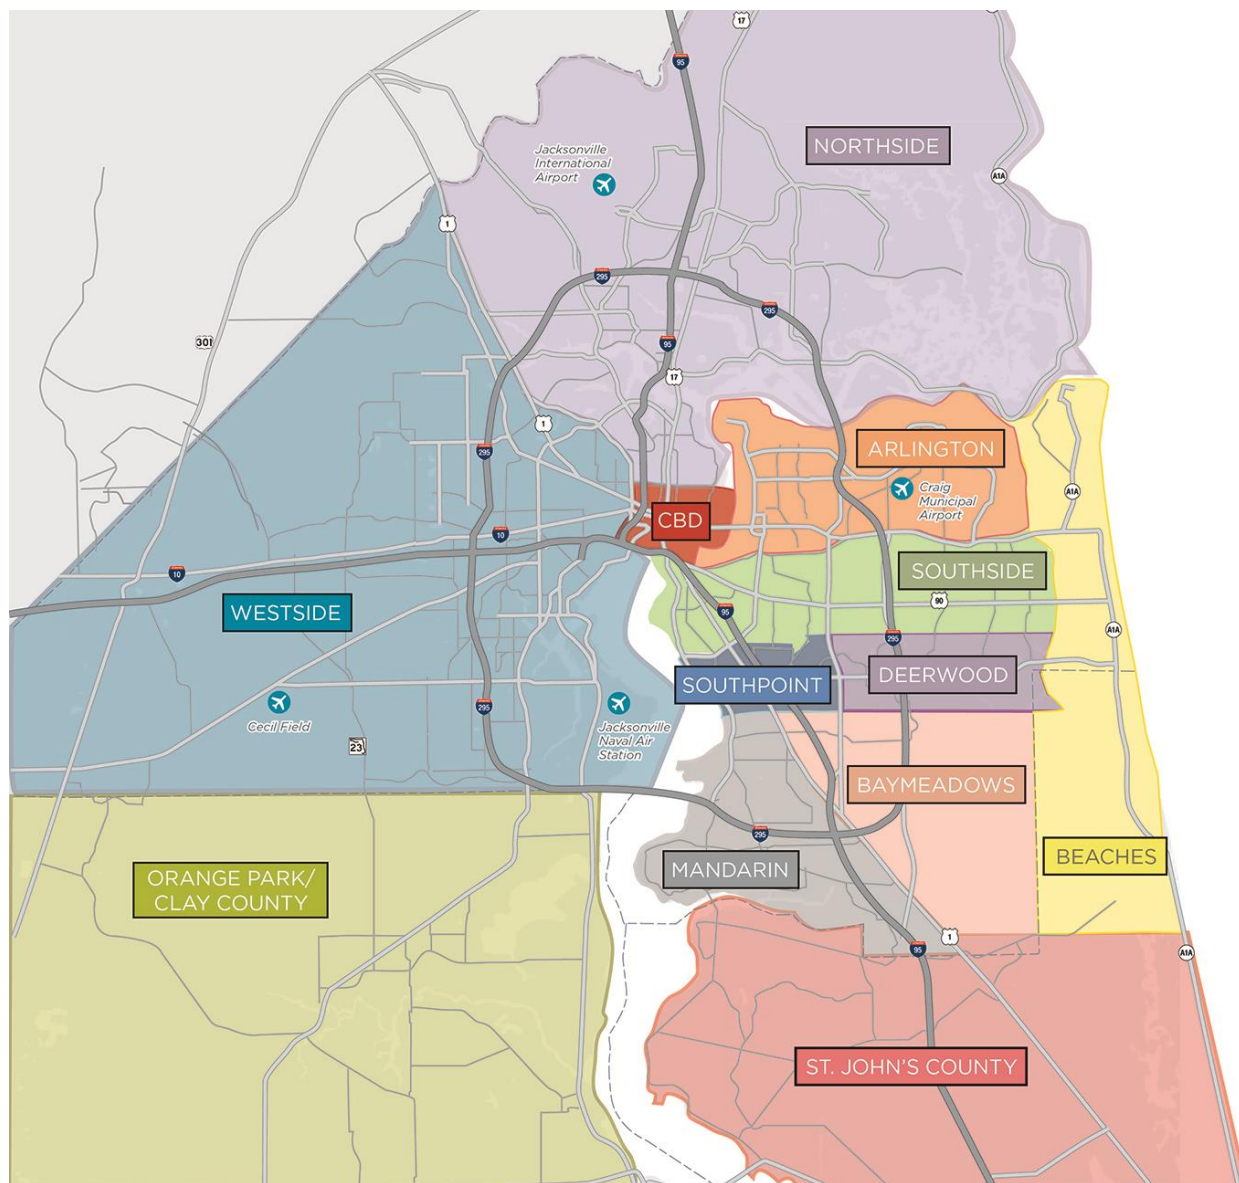 17
95
NORTHSIDE
Jacksonville
International
Airport
A1A
1
295
295
301
95
17
1
295
ARLINGTON
Craig
Municipal
Airport
A1A
CBD
10
10
SOUTHSIDE
90
WESTSIDE
95
A1A
295
DEERWOOD
SOUTHPOINT
Cecil Field
295
Jacksonville
Naval Air
Station
23
BAYMEADOWS
295
BEACHES
MANDARIN
ORANGE PARK/
CLAY COUNTY
1
95
A1A
ST. JOHN'S COUNTY